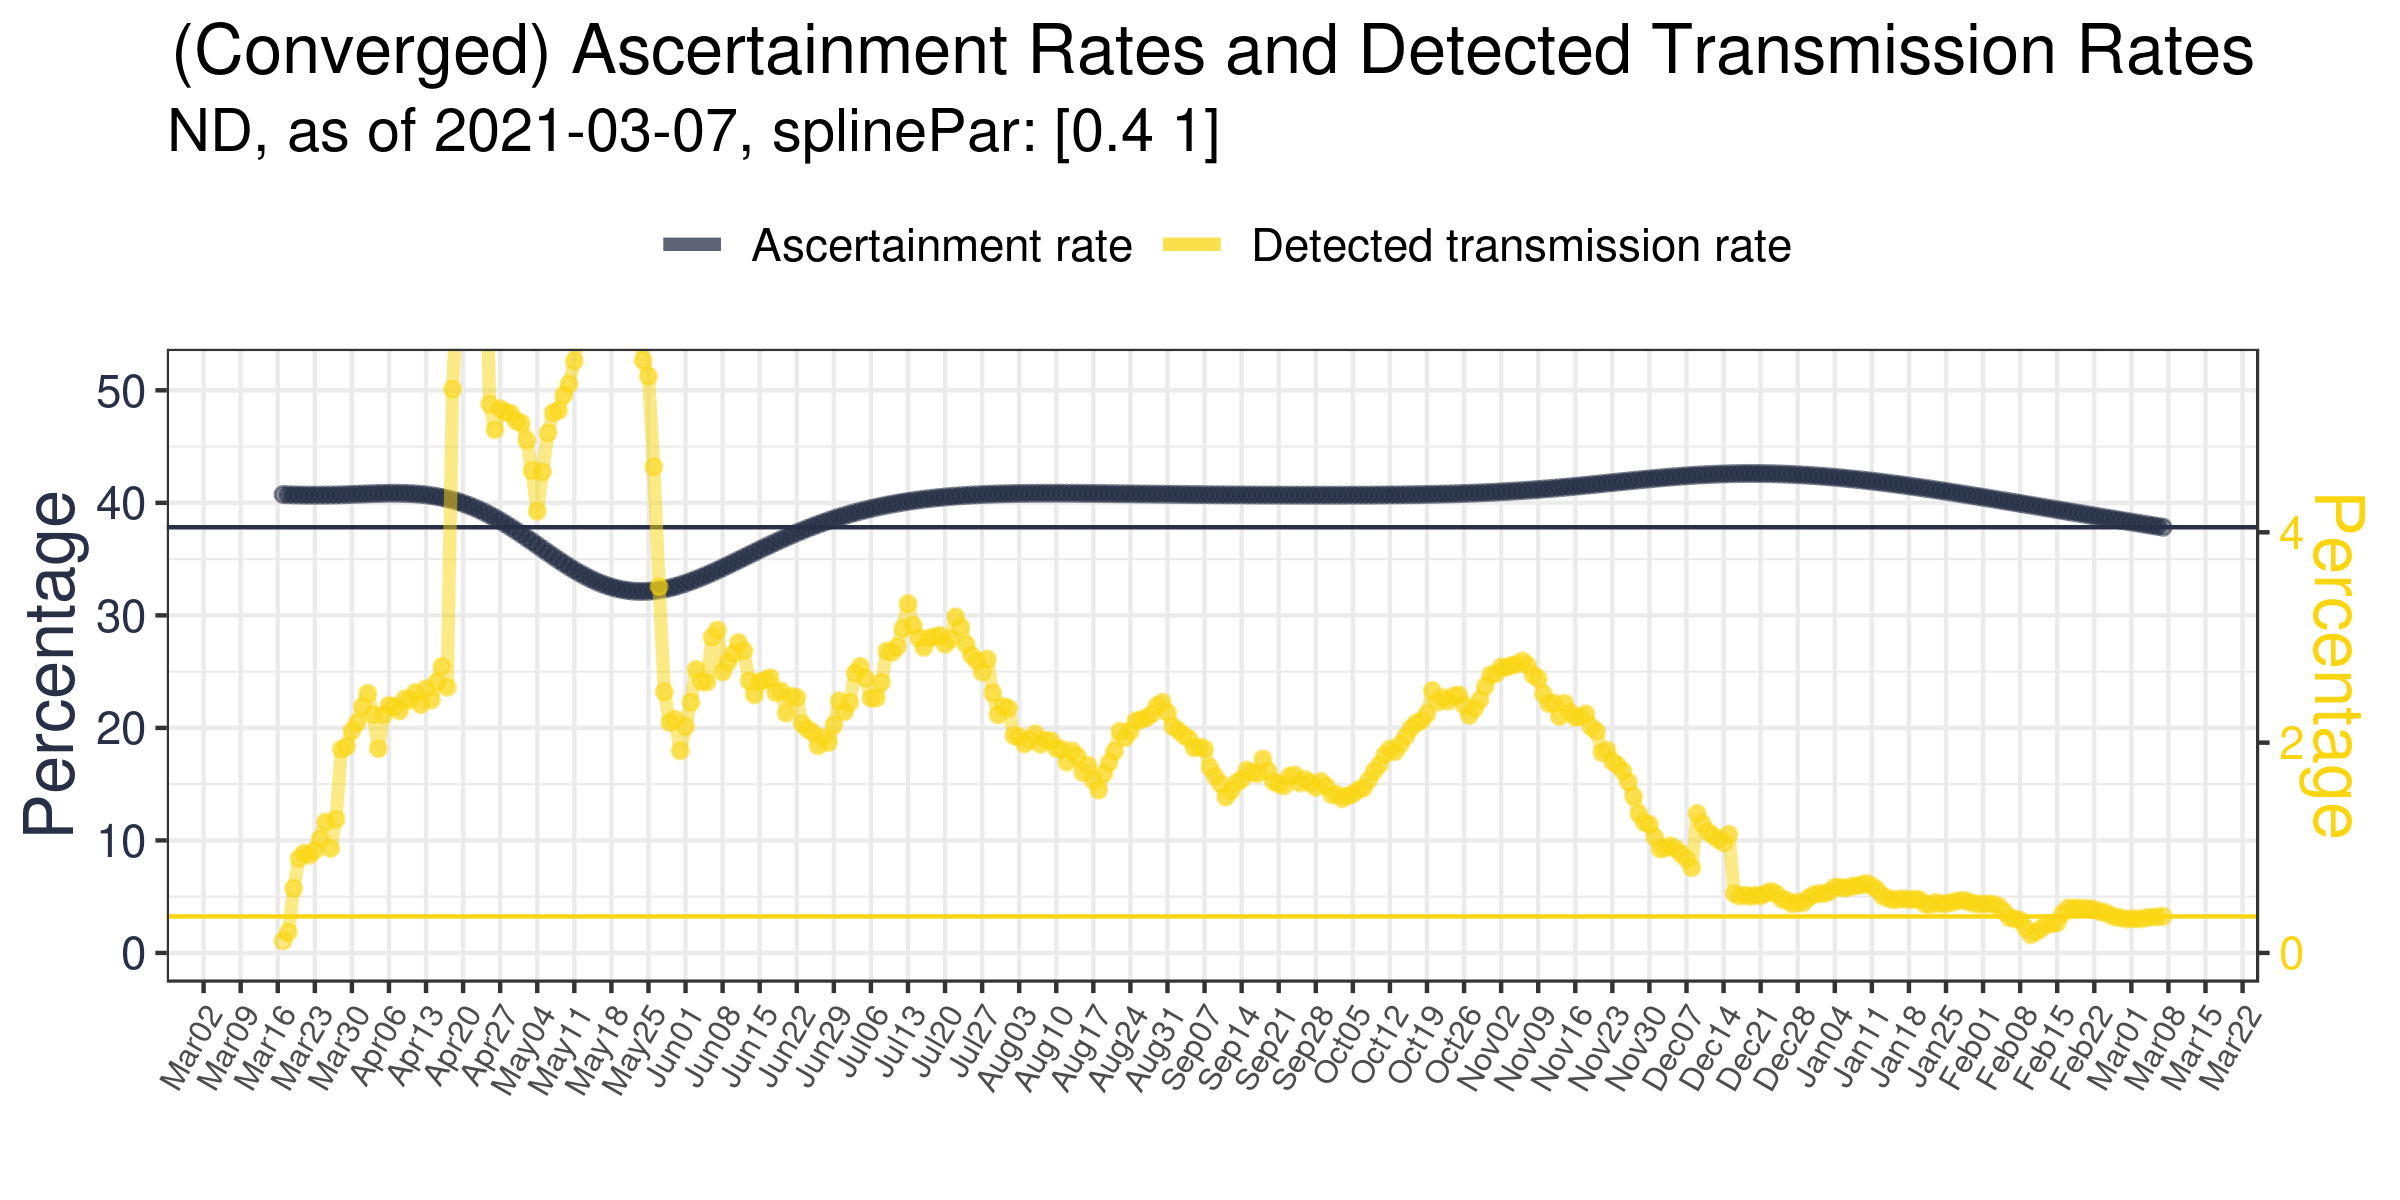 (Converged) Ascertainment Rates and Detected Transmission Rates
ND, as of 2021-03-07, splinePar: [0.4 1]
Ascertainment rate
Detected transmission rate
Percentage
50
40
30
20
10
0
4
2
0
Percentage
Mar02
Mar09
Mar16
Mar23
Mar30
Apr06
Apr13
Apr20
Apr27
May04
May11
May18
May25
Jun01
Jun08
Jun15
Jun22
Jun29
Jul06
Jul13
Jul20
Jul27
Aug03
Aug10
Aug17
Aug24
Aug31
Sep07
Sep14
Sep21
Sep28
Oct05
Oct12
Oct19
Oct26
Nov02
Nov09
Nov16
Nov23
Nov30
Dec07
Dec14
Dec21
Dec28
Jan04
Jan11
Jan18
Jan25
Feb01
Feb08
Feb15
Feb22
Mar01
Mar08
Mar15
Mar22